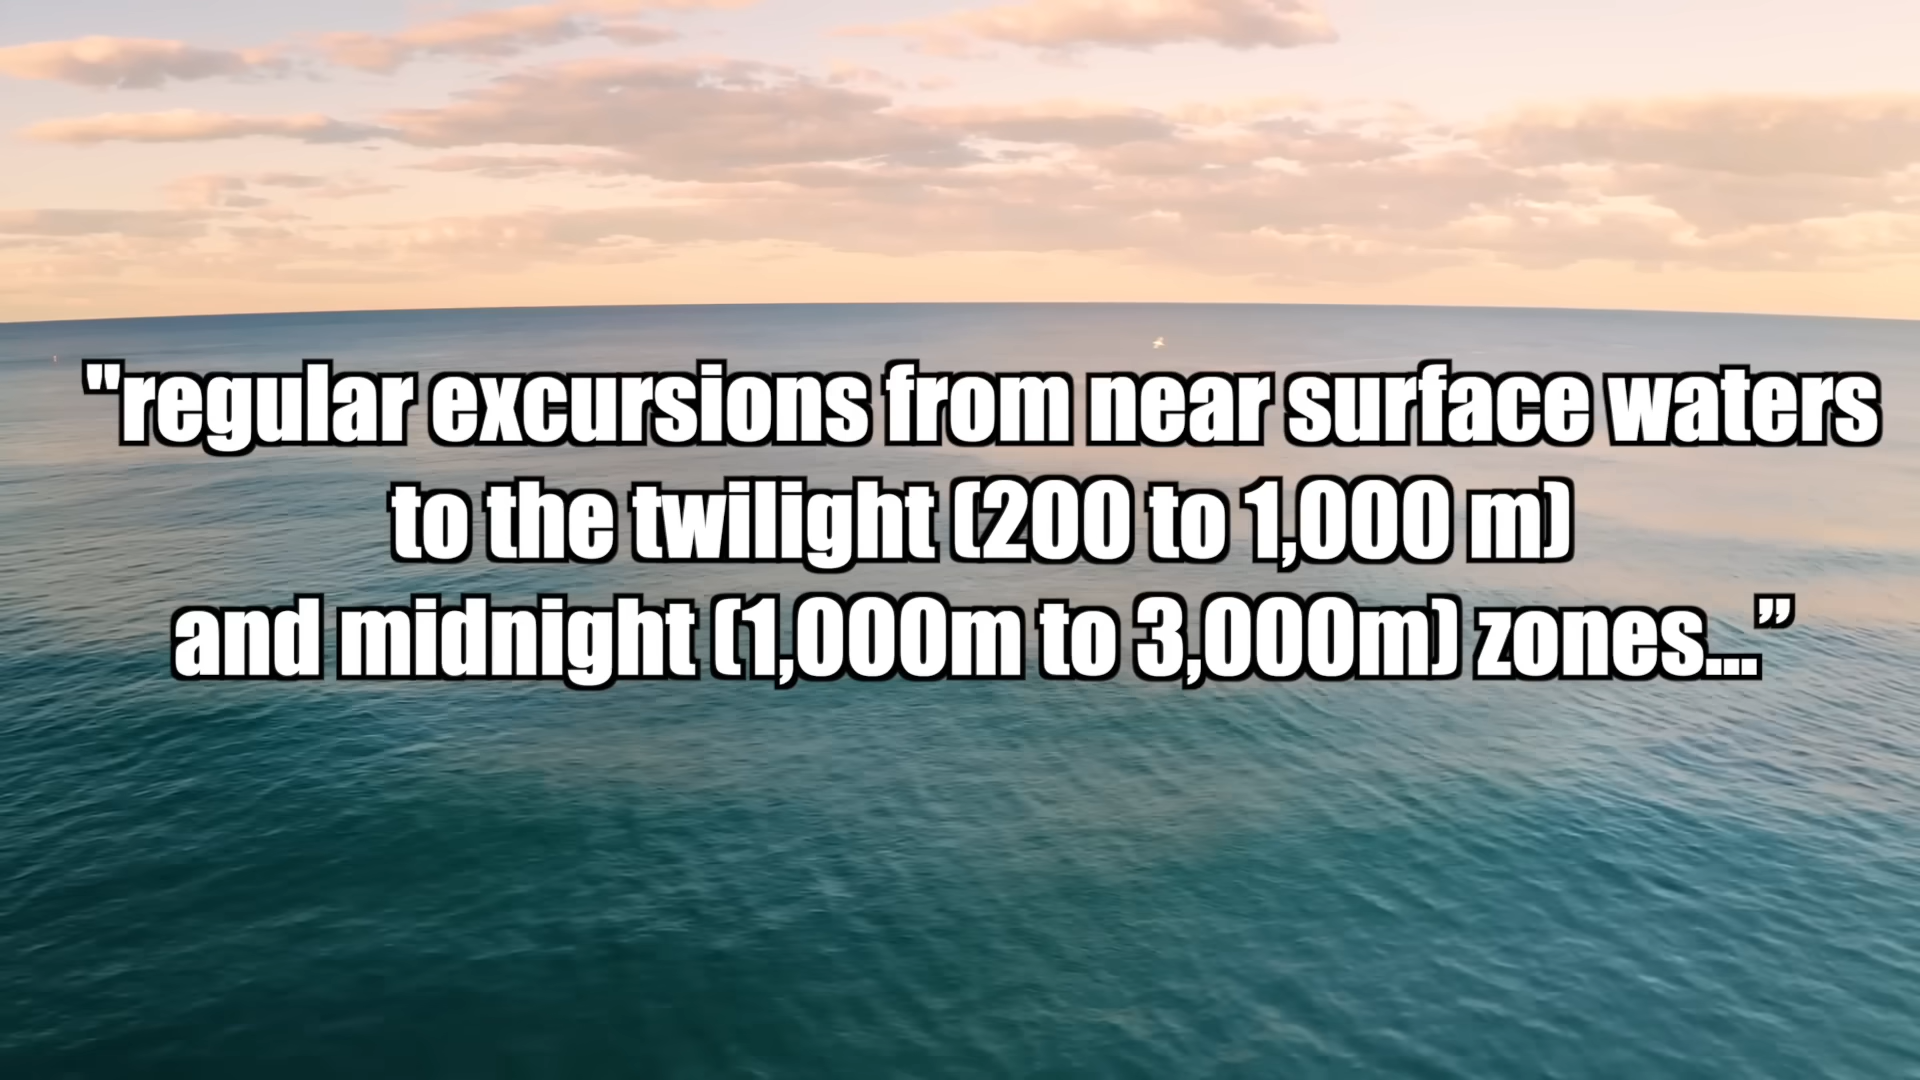 "regular excursions from near surface waters
to the twilight (200 to 1,000 m)
and midnight (1,000m to 3,000m) zones...”